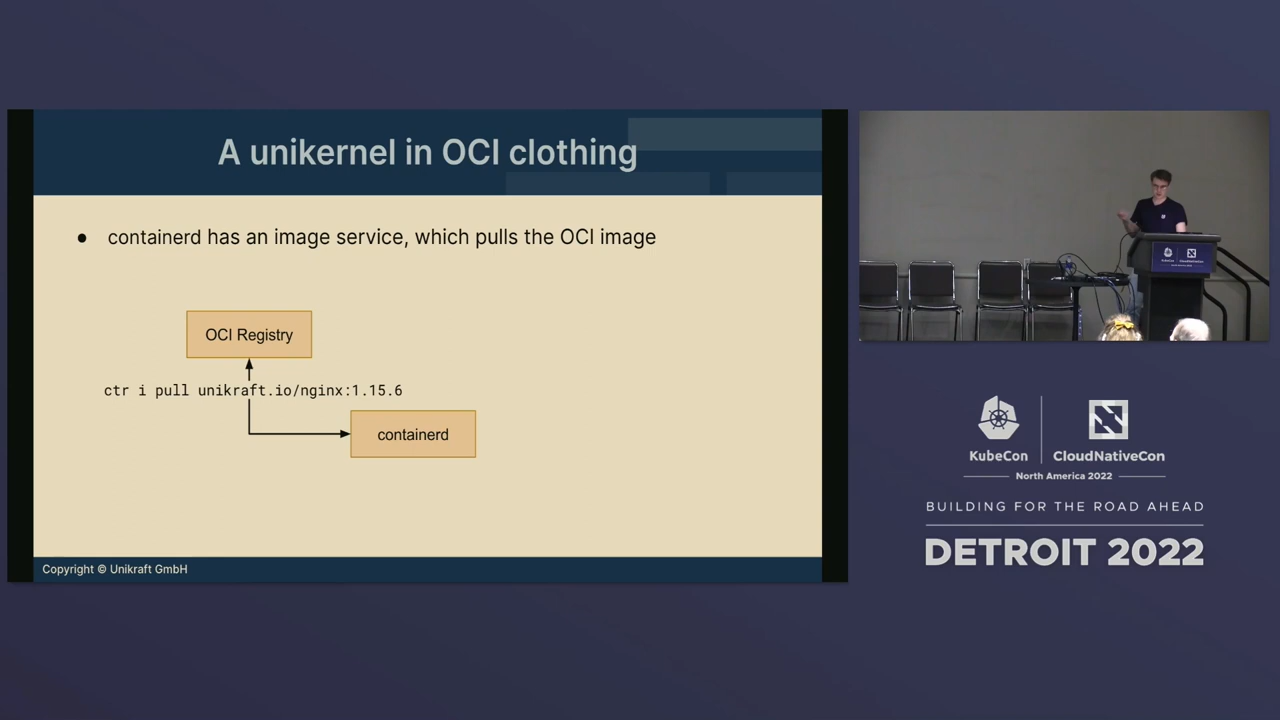 A unikernel in OCI clothing
● containerd has an image service, which pulls the OCI image
OCI Registry
ctr i pull unikraft.io/nginx:1.15.6
containerd
Copyright © Unikraft GmbH
KubeCon
CloudNativeCon
KubeCon
CloudNativeCon
North America 2022
BUILDING FOR THE ROAD AHEAD
DETROIT 2022